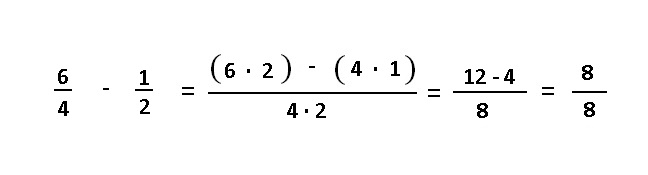 6/4 - 1/2 = (6 · 2) - (4 · 1)/4 · 2 = 12 - 4/8 = 8/8